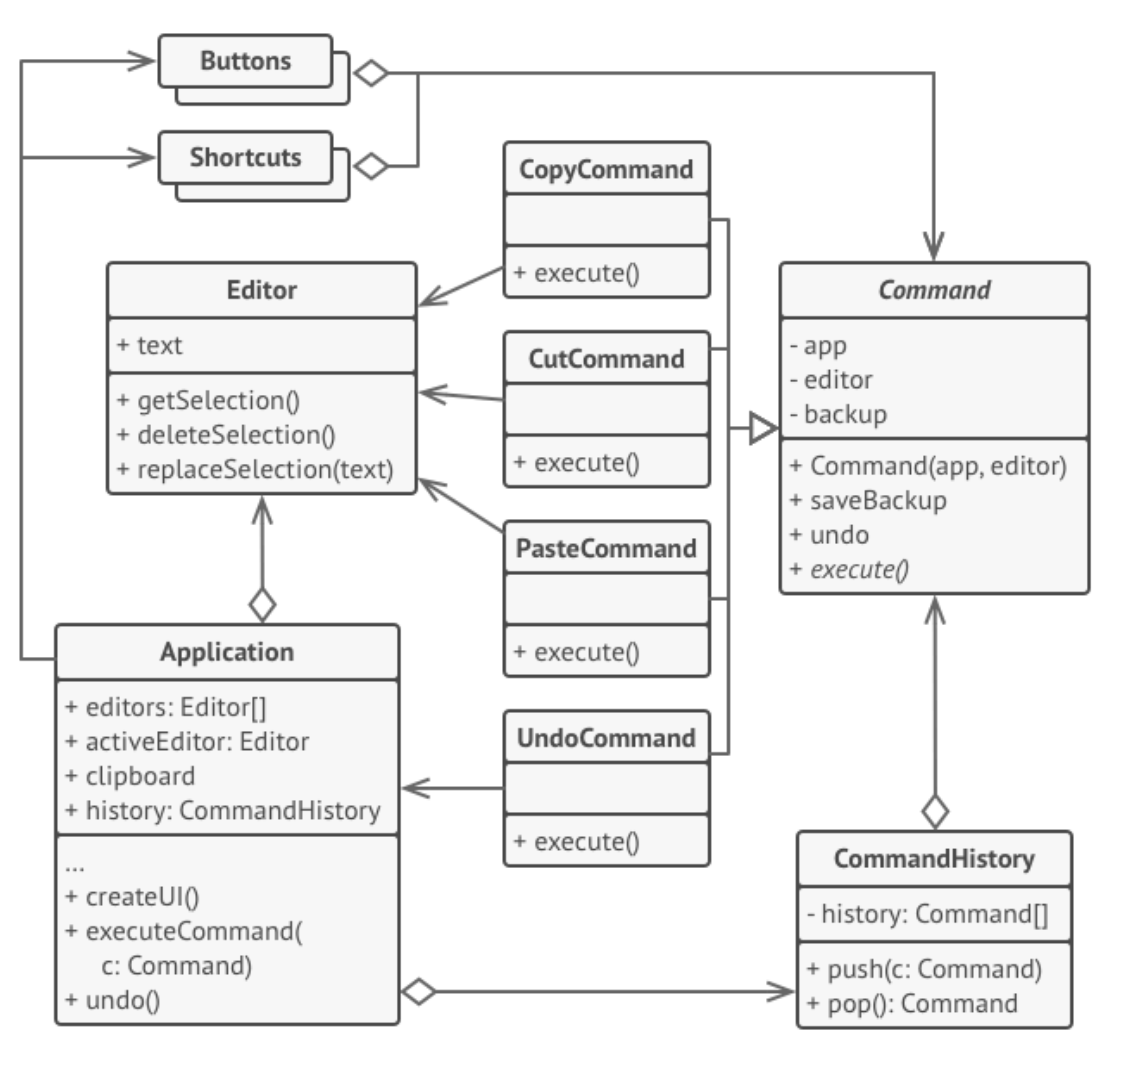 Buttons
Shortcuts
CopyCommand
+ execute()
Editor
+ text
+ getSelection()
+ deleteSelection()
+ replaceSelection(text)
CutCommand
+ execute()
Command
- app
- editor
- backup
+ Command(app, editor)
+ saveBackup
+ undo
+ execute()
PasteCommand
+ execute()
Application
+ editors: Editor[]
+ activeEditor: Editor
+ clipboard
+ history: CommandHistory
...
+ createUI()
+ executeCommand(
c: Command)
+ undo()
UndoCommand
+ execute()
CommandHistory
- history: Command[]
+ push(c: Command)
+ pop(): Command